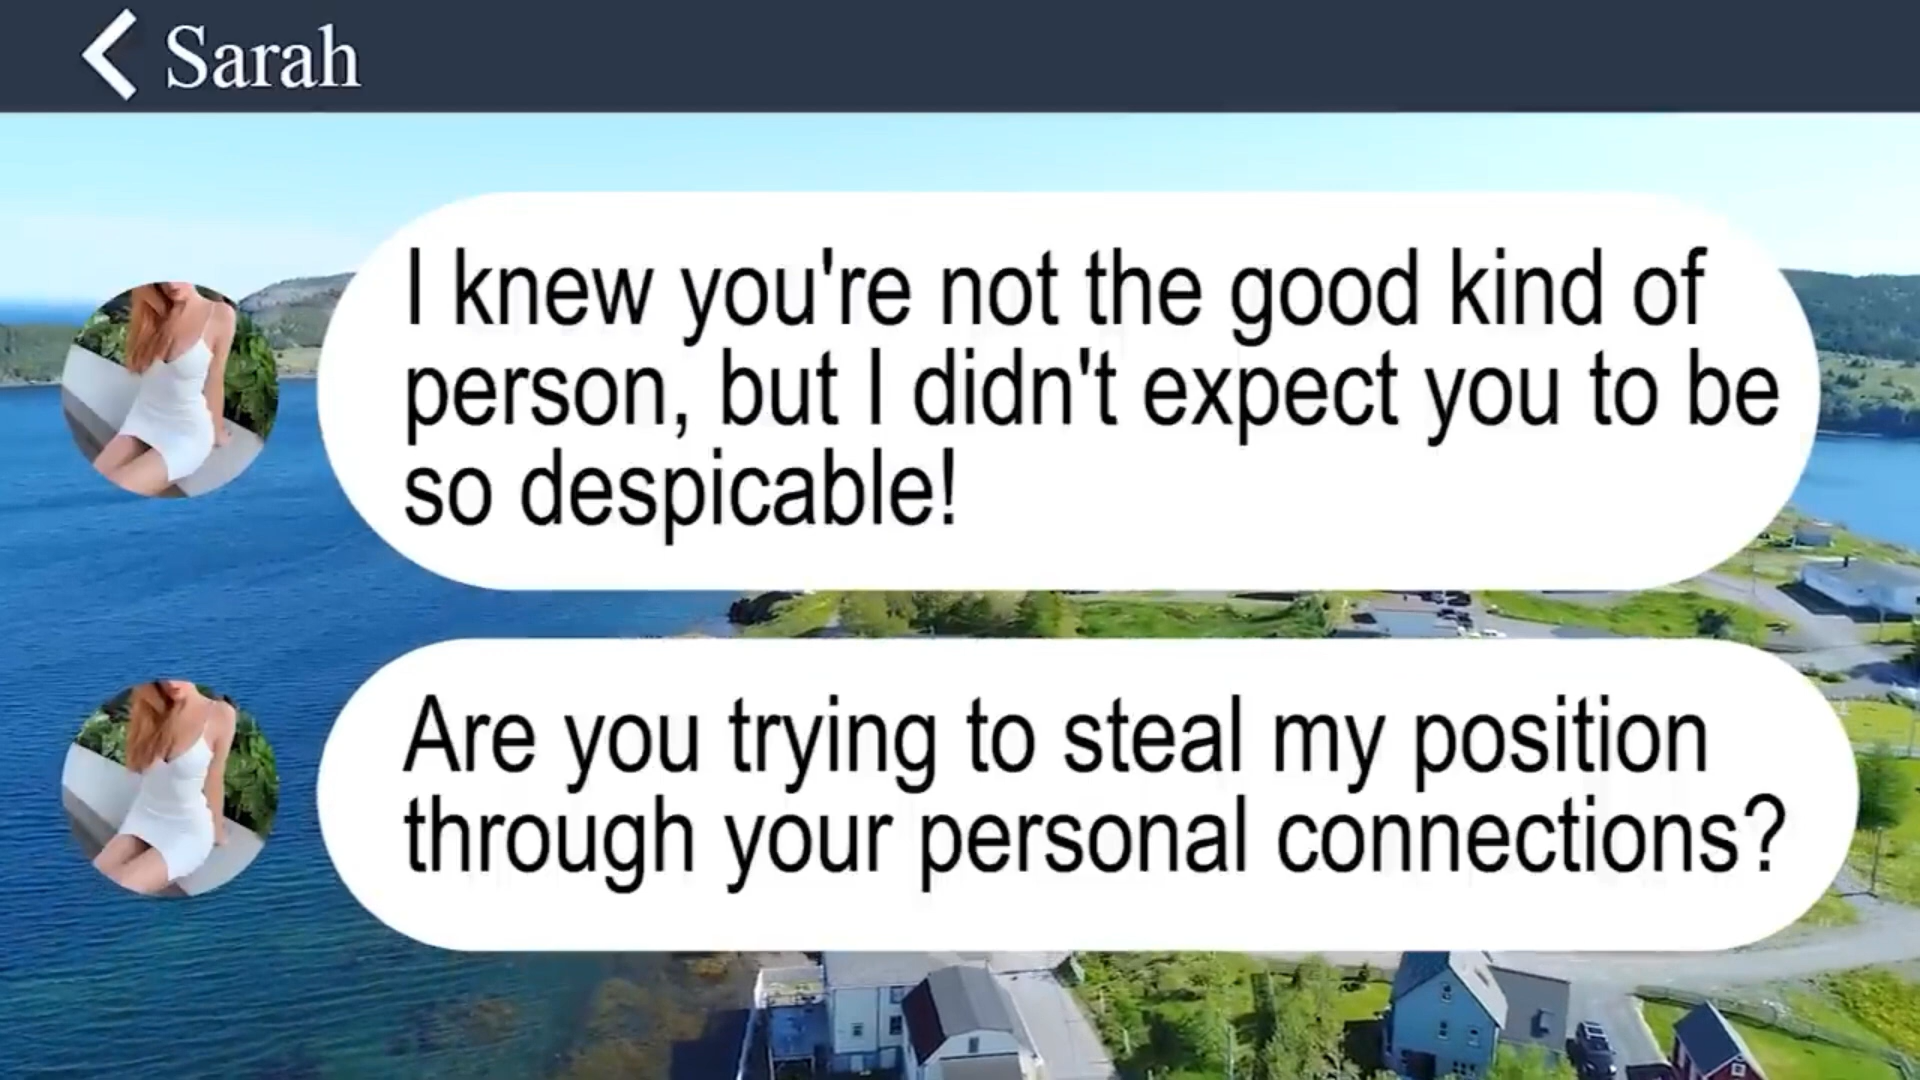 Sarah
I knew you're not the good kind of
person, but I didn't expect you to be
so despicable!
Are you trying to steal my position
through your personal connections?